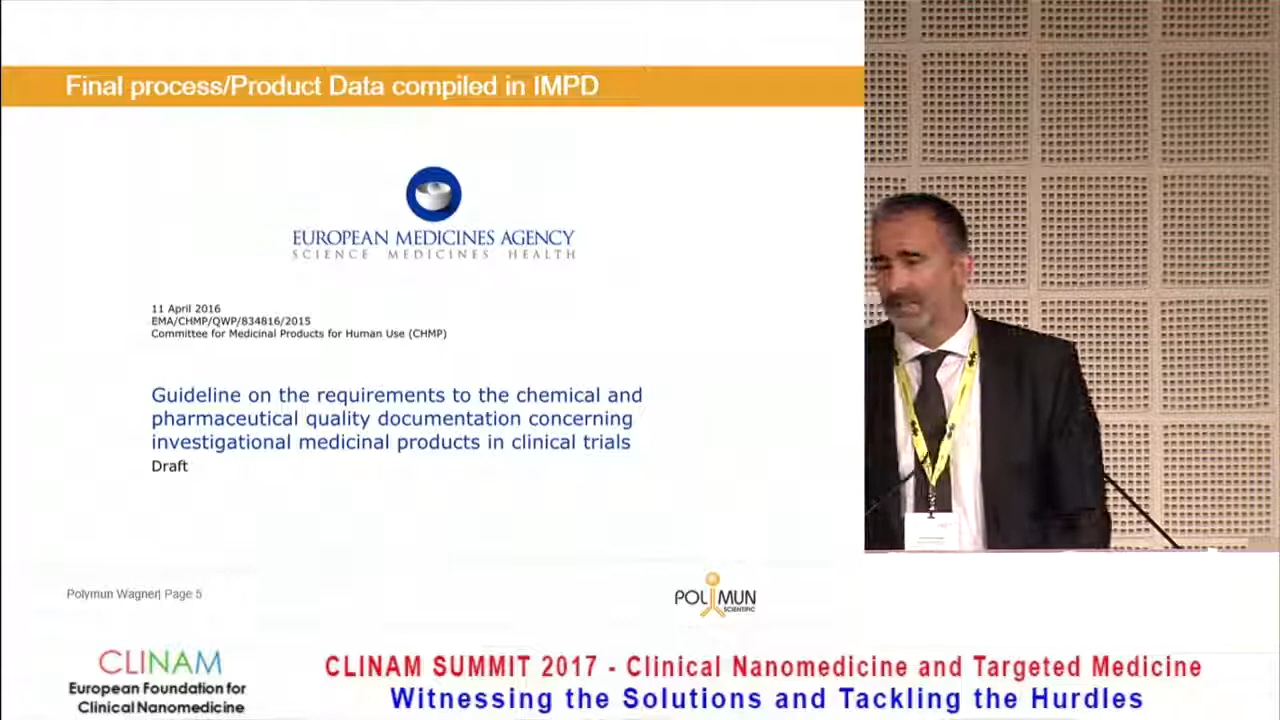 Final process/Product Data compiled in IMPD
EUROPEAN MEDICINES AGENCY
SCIENCE MEDICINES HEALTH
11 April 2016
EMA/CHMP/QWP/834816/2015
Committee for Medicinal Products for Human Use (CHMP)
Guideline on the requirements to the chemical and
pharmaceutical quality documentation concerning
investigational medicinal products in clinical trials
Draft
Polymun Wagner| Page 5
POLYMUN
SCIENTIFIC
CLINAM
European Foundation for
Clinical Nanomedicine
CLINAM SUMMIT 2017 - Clinical Nanomedicine and Targeted Medicine
Witnessing the Solutions and Tackling the Hurdles